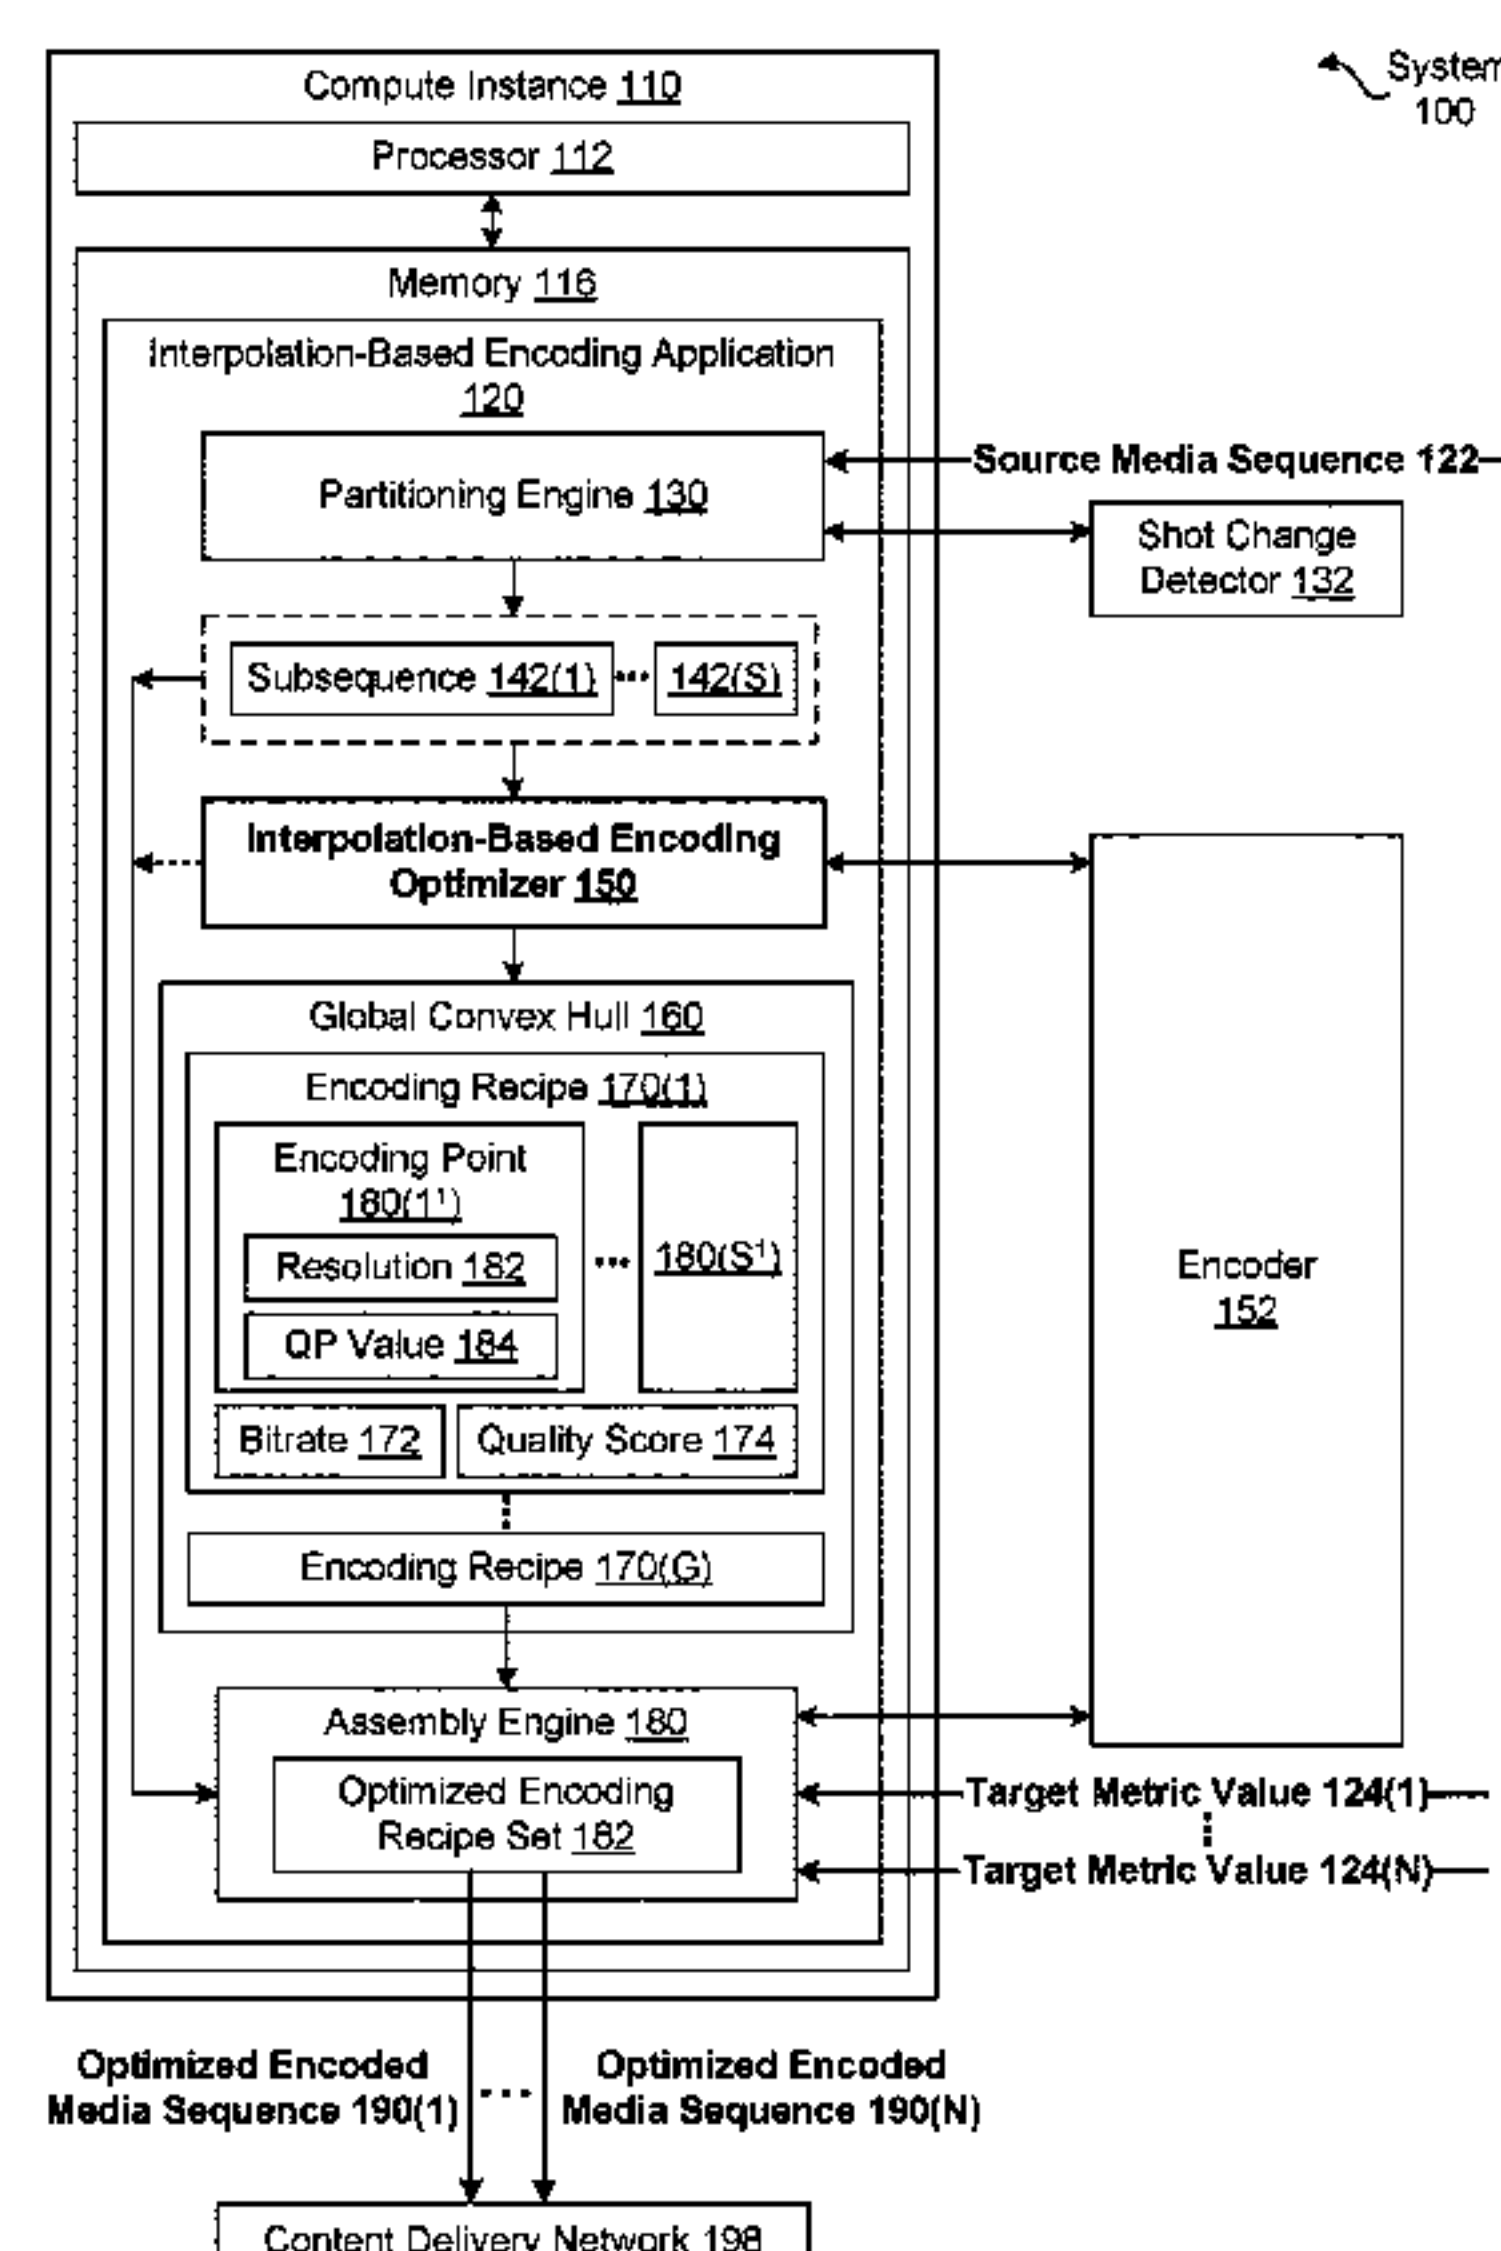 Compute Instance 110
System
100
Processor 112
Memory 116
Interpolation-Based Encoding Application
120
Source Media Sequence 122
Partitioning Engine 130
Shot Change
Detector 132
Subsequence 142(1) ... 142(S)
Interpolation-Based Encoding
Optimizer 150
Global Convex Hull 160
Encoding Recipe 170(1)
Encoding Point
180(1¹)
Resolution 182
... 180(S¹)
QP Value 184
Encoder
152
Bitrate 172
Quality Score 174
Encoding Recipe 170(G)
Assembly Engine 180
Optimized Encoding
Recipe Set 182
Target Metric Value 124(1)
Target Metric Value 124(N)
Optimized Encoded
Media Sequence 190(1)
...
Optimized Encoded
Media Sequence 190(N)
Content Delivery Network 198